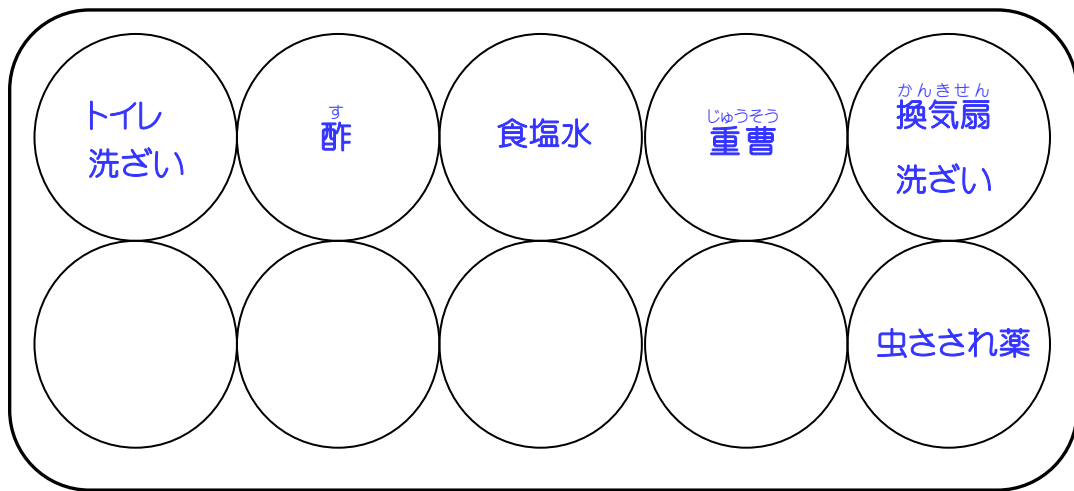 トイレ
洗ざい
す
酢
食塩水
じゅうそう
重曹
かんきせん
換気扇
洗ざい
虫さされ薬